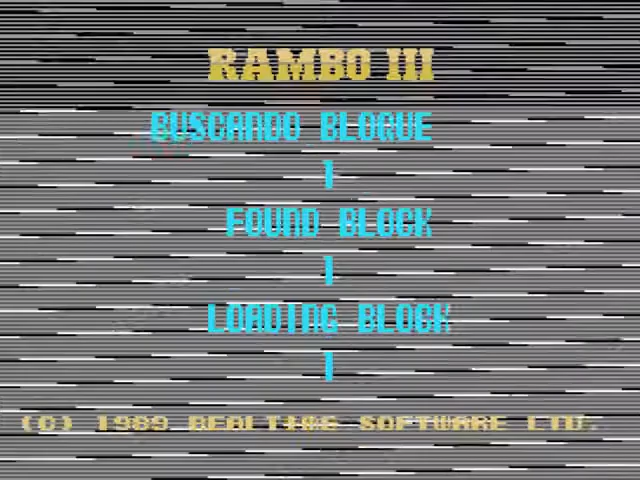 RAMBO III
BUSCANDO BLOQUE
1
FOUND BLOCK
1
LOADING BLOCK
1
(C) 1989 REALTIME SOFTWARE LTD.